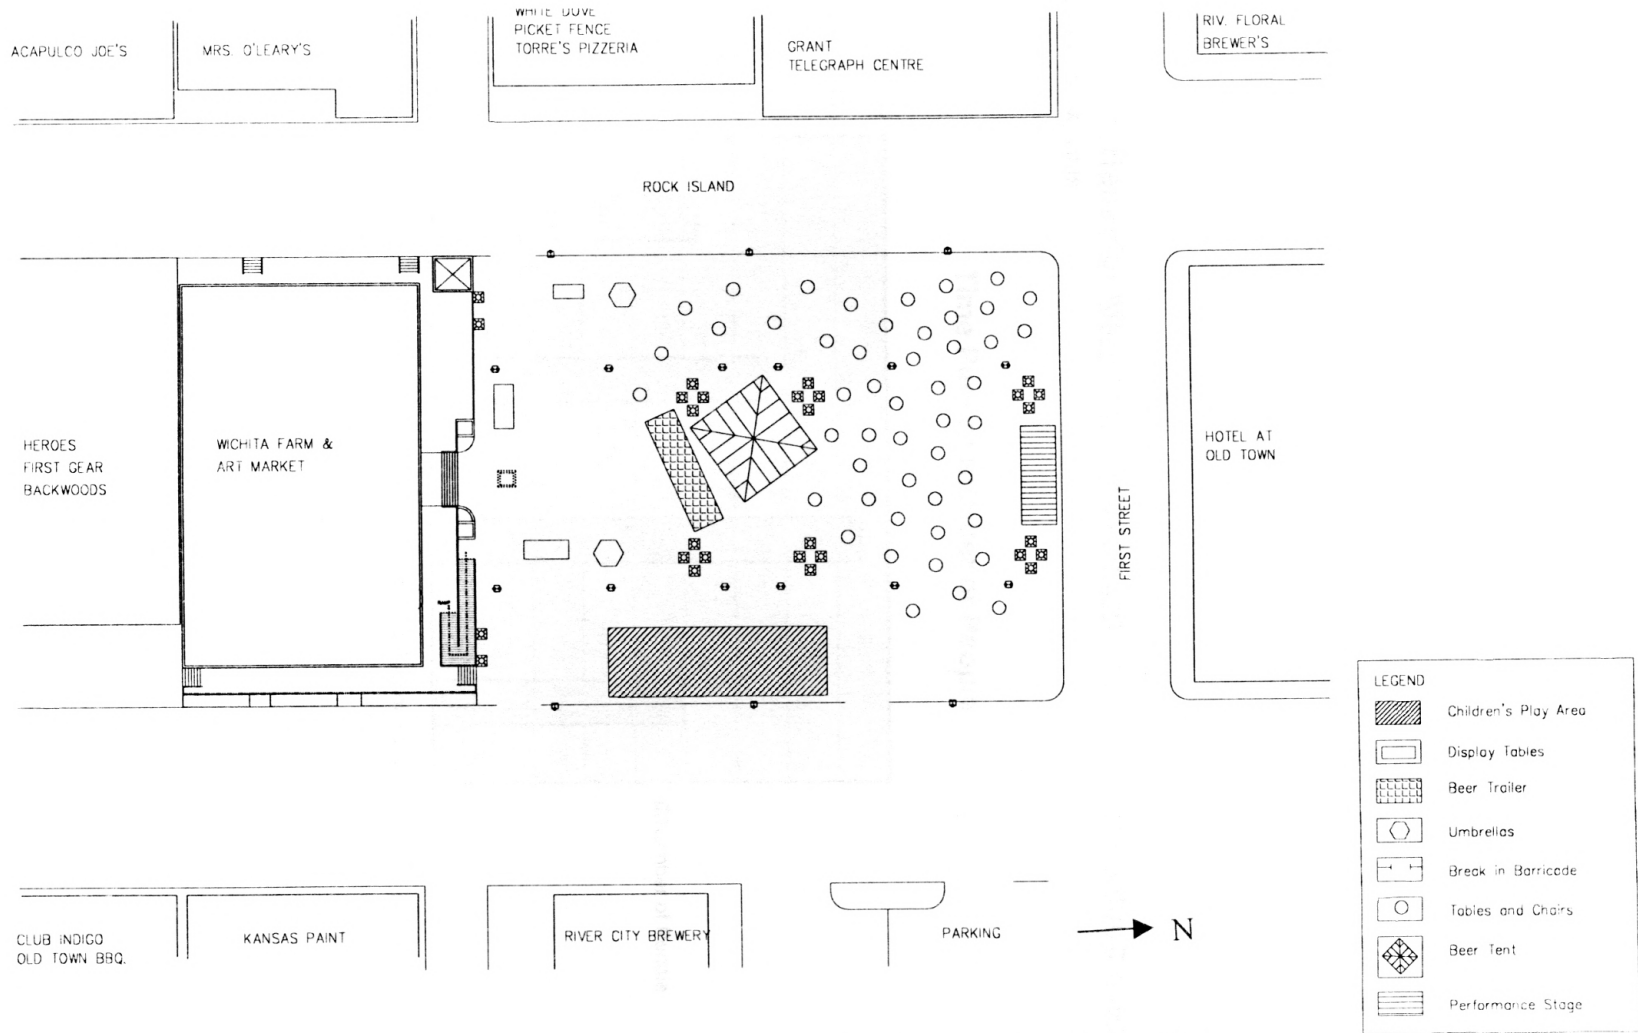 ACAPULCO JOE'S
MRS. O'LEARY'S
WHITE DOVE
PICKET FENCE
TORRE'S PIZZERIA
GRANT
TELEGRAPH CENTRE
RIV. FLORAL
BREWER'S
ROCK ISLAND
HEROES
FIRST GEAR
BACKWOODS
WICHITA FARM &
ART MARKET
HOTEL AT
OLD TOWN
FIRST STREET
CLUB INDIGO
OLD TOWN BBQ.
KANSAS PAINT
RIVER CITY BREWERY
PARKING
N
LEGEND
Children's Play Area
Display Tables
Beer Trailer
Umbrellas
Break in Barricade
Tables and Chairs
Beer Tent
Performance Stage